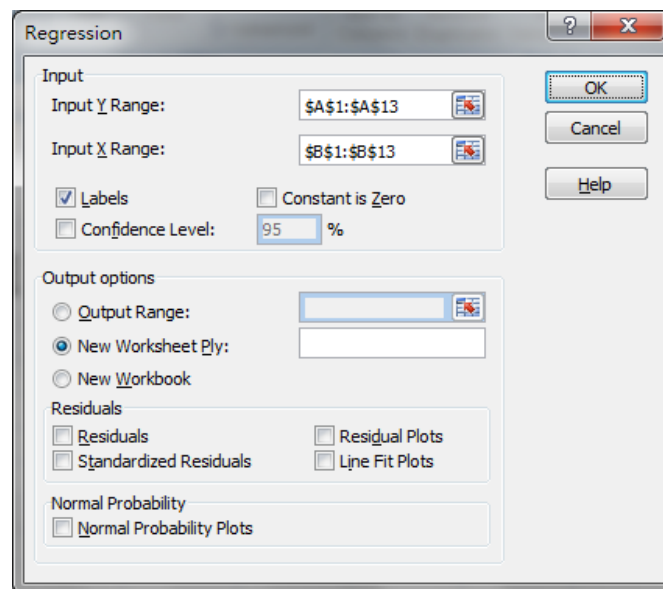 Regression
Input
Input Y Range:
$A$1:$A$13
OK
Cancel
Input X Range:
$B$1:$B$13
Help
Labels
Constant is Zero
Confidence Level:
95
%
Output options
Output Range:
New Worksheet Ply:
New Workbook
Residuals
Residuals
Residual Plots
Standardized Residuals
Line Fit Plots
Normal Probability
Normal Probability Plots